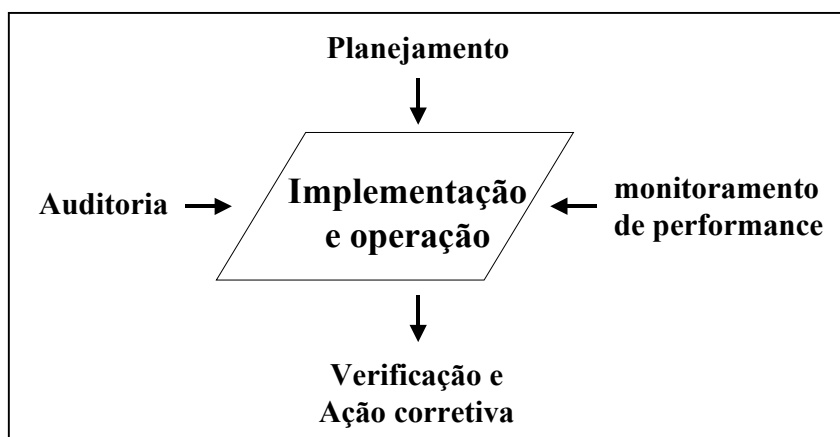 Planejamento
Auditoria
Implementação
e operação
monitoramento
de performance
Verificação e
Ação corretiva